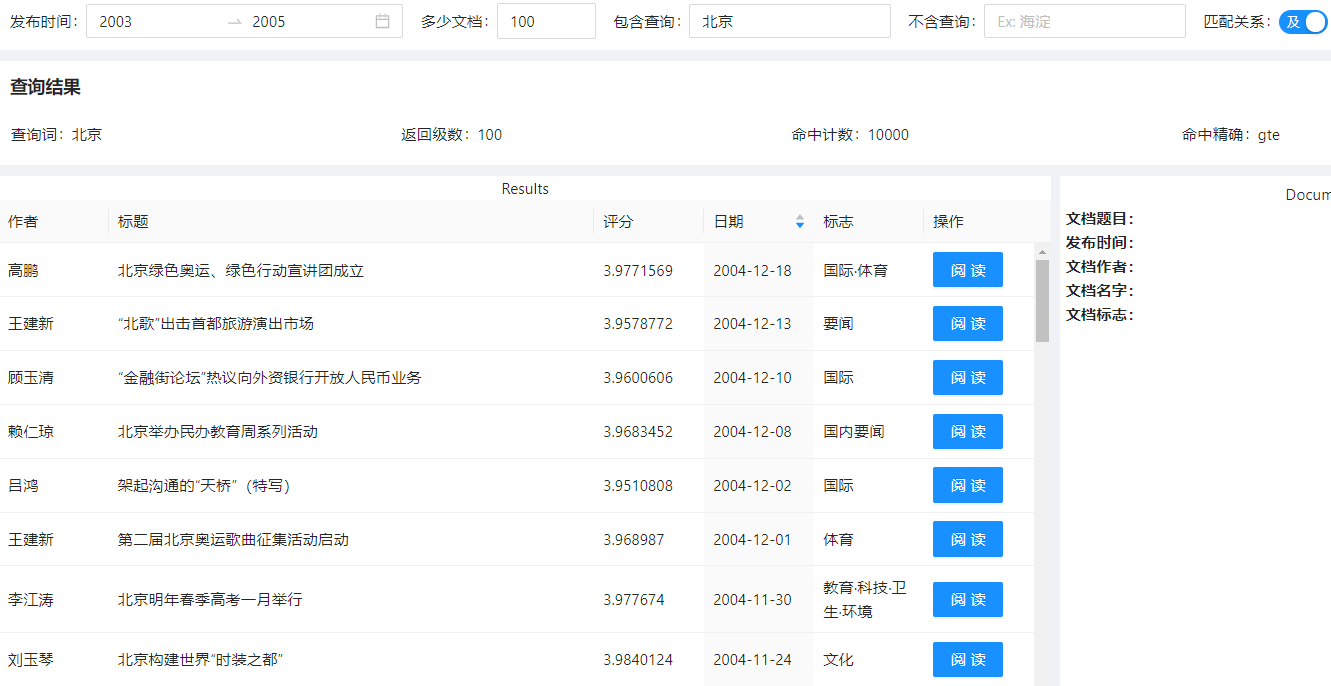 发布时间： 2003 → 2005 多少文档： 100 包含查询： 北京 不含查询： Ex: 海淀 匹配关系： 及
查询结果
查询词：北京 返回级数：100 命中计数：10000 命中精确：gte
Results
作者 标题 评分 日期 标志 操作
高鹏 北京绿色奥运、绿色行动宣讲团成立 3.9771569 2004-12-18 国际·体育 阅 读
王建新 “北歌”出击首都旅游演出市场 3.9578772 2004-12-13 要闻 阅 读
顾玉清 “金融街论坛”热议向外资银行开放人民币业务 3.9600606 2004-12-10 国际 阅 读
赖仁琼 北京举办民办教育周系列活动 3.9683452 2004-12-08 国内要闻 阅 读
吕鸿 架起沟通的“天桥”（特写） 3.9510808 2004-12-02 国际 阅 读
王建新 第二届北京奥运歌曲征集活动启动 3.968987 2004-12-01 体育 阅 读
李江涛 北京明年春季高考一月举行 3.977674 2004-11-30 教育·科技·卫
生·环境 阅 读
刘玉琴 北京构建世界“时装之都” 3.9840124 2004-11-24 文化 阅 读
Docum
文档题目：
发布时间：
文档作者：
文档名字：
文档标志：